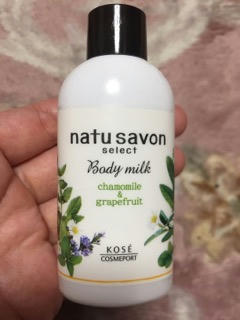 natu savon
select
Body milk
chamomile
&
grapefruit
KOSÉ
COSMEPORT